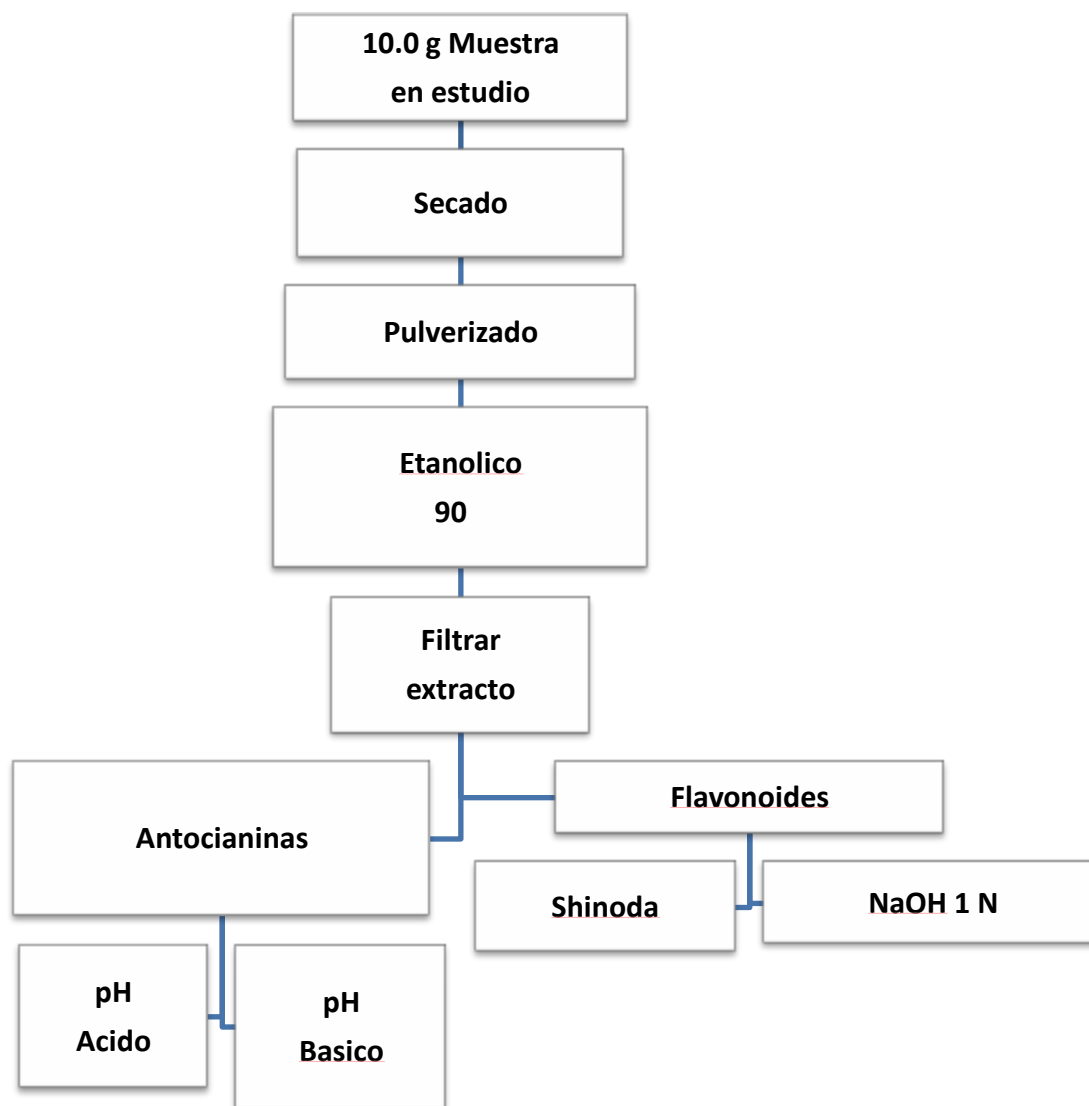 10.0 g Muestra
en estudio
Secado
Pulverizado
Etanolico
90
Filtrar
extracto
Antocianinas
Flavonoides
Shinoda
NaOH 1 N
pH
Acido
pH
Basico